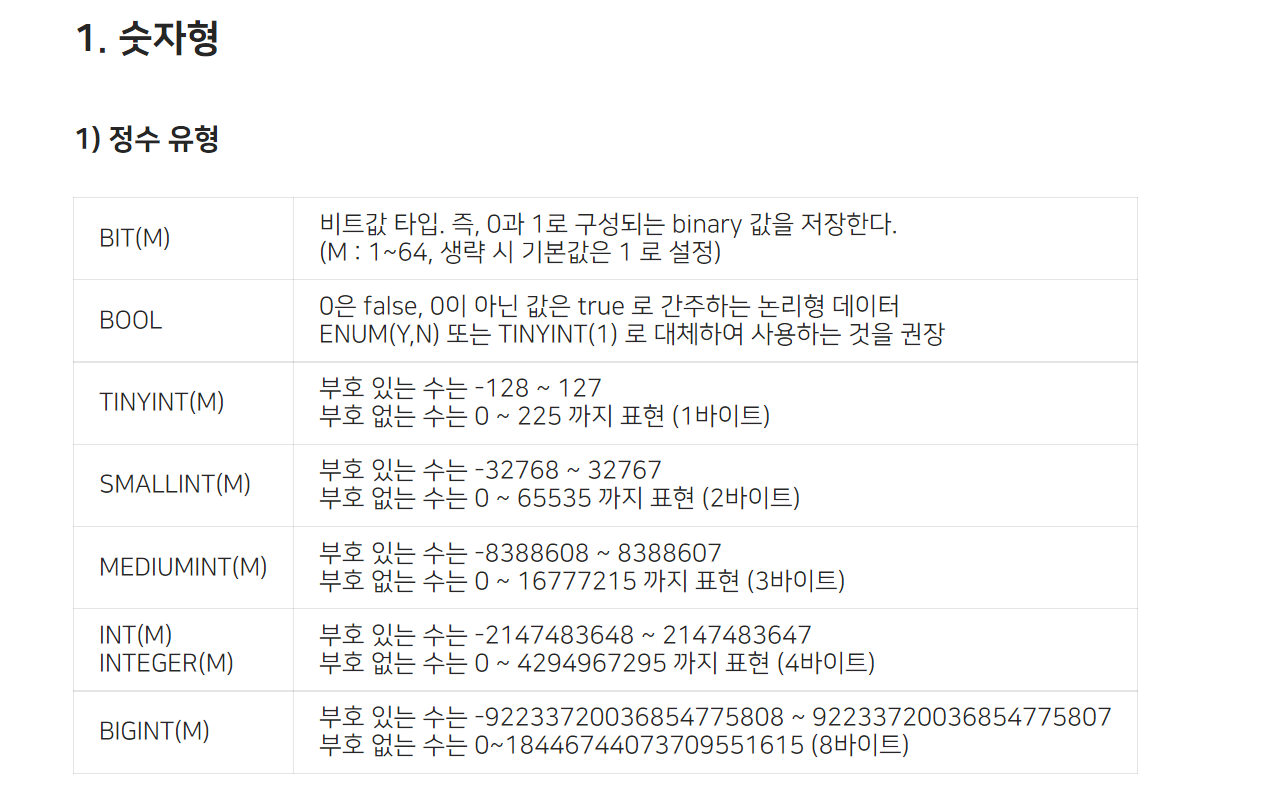 1. 숫자형
1) 정수 유형
BIT(M)
비트값 타입. 즉, 0과 1로 구성되는 binary 값을 저장한다.
(M : 1~64, 생략 시 기본값은 1 로 설정)
BOOL
0은 false, 0이 아닌 값은 true 로 간주하는 논리형 데이터
ENUM(Y,N) 또는 TINYINT(1) 로 대체하여 사용하는 것을 권장
TINYINT(M)
부호 있는 수는 -128 ~ 127
부호 없는 수는 0 ~ 225 까지 표현 (1바이트)
SMALLINT(M)
부호 있는 수는 -32768 ~ 32767
부호 없는 수는 0 ~ 65535 까지 표현 (2바이트)
MEDIUMINT(M)
부호 있는 수는 -8388608 ~ 8388607
부호 없는 수는 0 ~ 16777215 까지 표현 (3바이트)
INT(M)
INTEGER(M)
부호 있는 수는 -2147483648 ~ 2147483647
부호 없는 수는 0 ~ 4294967295 까지 표현 (4바이트)
BIGINT(M)
부호 있는 수는 -92233720036854775808 ~ 92233720036854775807
부호 없는 수는 0~18446744073709551615 (8바이트)